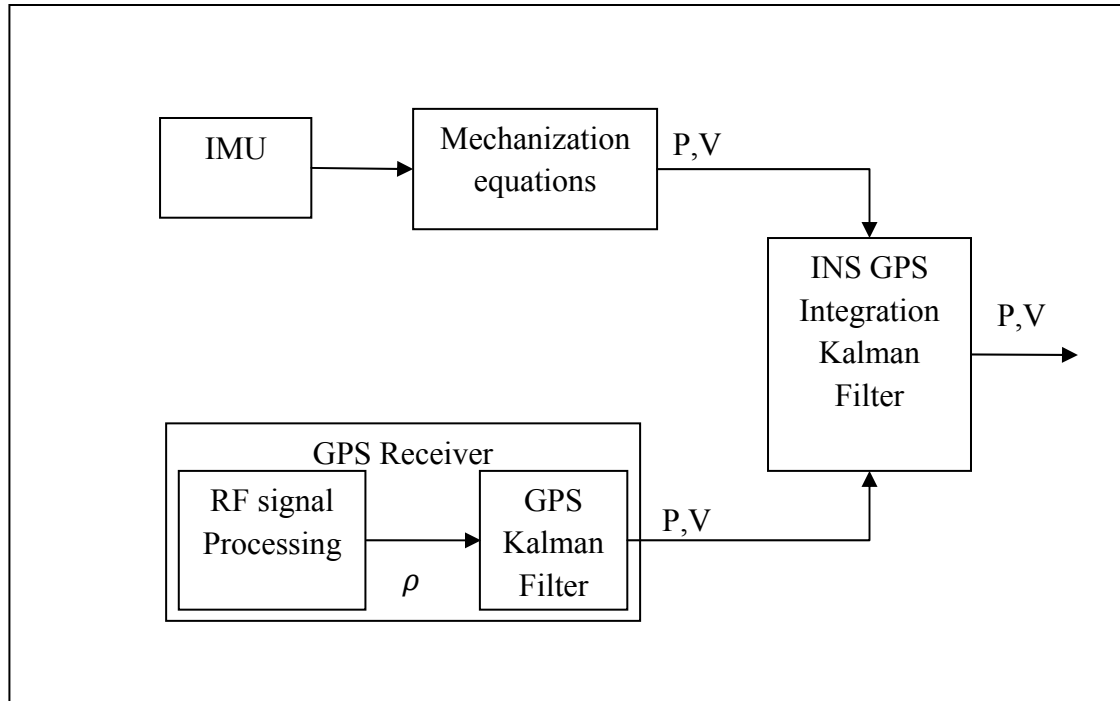 IMU
Mechanization
equations
P,V
INS GPS
Integration
Kalman
Filter
P,V
GPS Receiver
RF signal
Processing
ρ
GPS
Kalman
Filter
P,V